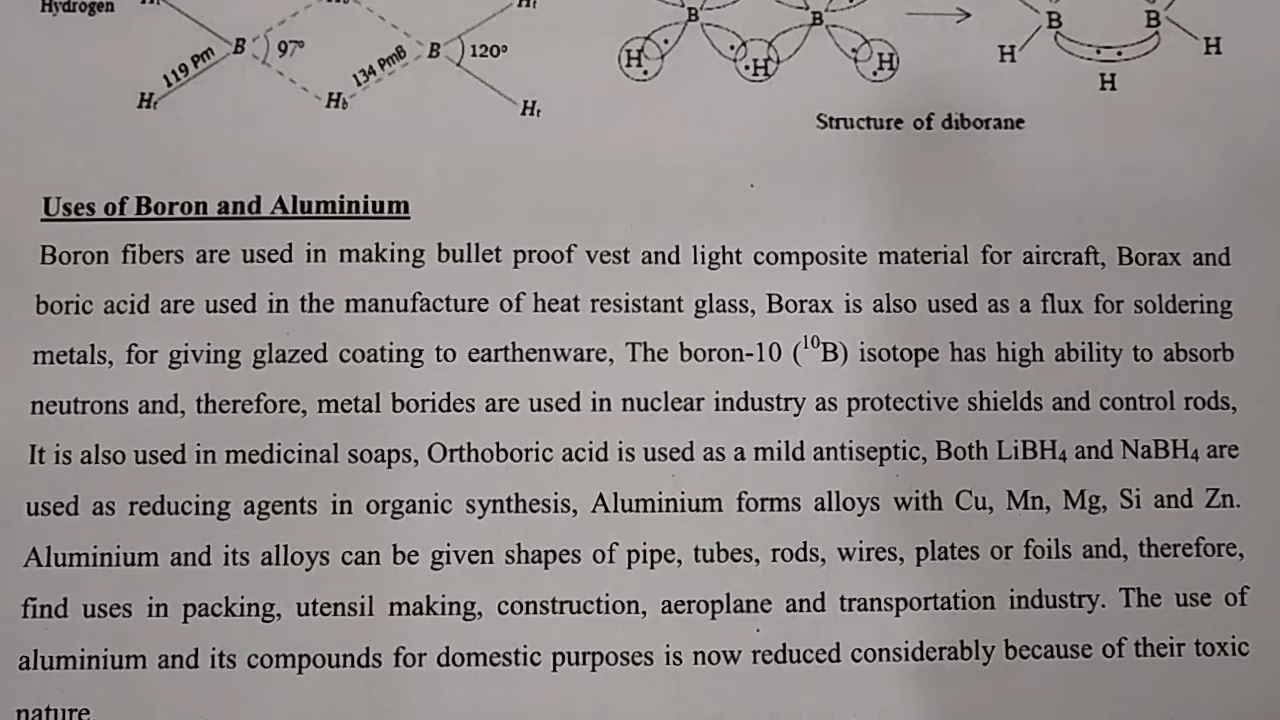 Hydrogen
B 97° B 120°
119 Pm 134 PmB
Ht Hb Ht
B B B B
H H H H H
H
Structure of diborane
Uses of Boron and Aluminium
Boron fibers are used in making bullet proof vest and light composite material for aircraft, Borax and
boric acid are used in the manufacture of heat resistant glass, Borax is also used as a flux for soldering
metals, for giving glazed coating to earthenware, The boron-10 (¹⁰B) isotope has high ability to absorb
neutrons and, therefore, metal borides are used in nuclear industry as protective shields and control rods,
It is also used in medicinal soaps, Orthoboric acid is used as a mild antiseptic, Both LiBH₄ and NaBH₄ are
used as reducing agents in organic synthesis, Aluminium forms alloys with Cu, Mn, Mg, Si and Zn.
Aluminium and its alloys can be given shapes of pipe, tubes, rods, wires, plates or foils and, therefore,
find uses in packing, utensil making, construction, aeroplane and transportation industry. The use of
aluminium and its compounds for domestic purposes is now reduced considerably because of their toxic
nature